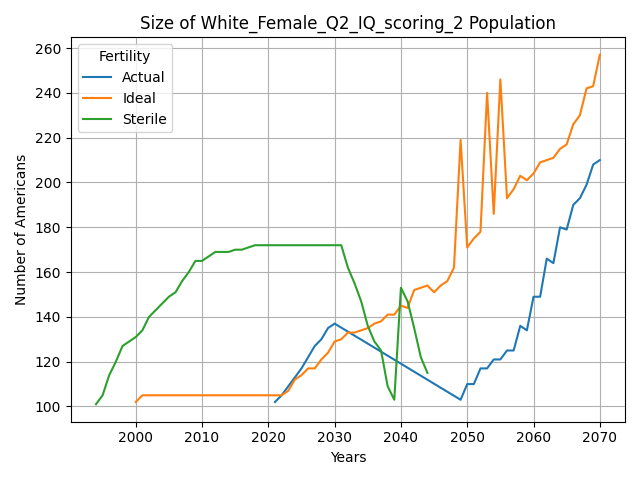 Size of White_Female_Q2_IQ_scoring_2 Population
Fertility
Actual
Ideal
Sterile
Number of Americans
260
240
220
200
180
160
140
120
100
2000
2010
2020
2030
2040
2050
2060
2070
Years